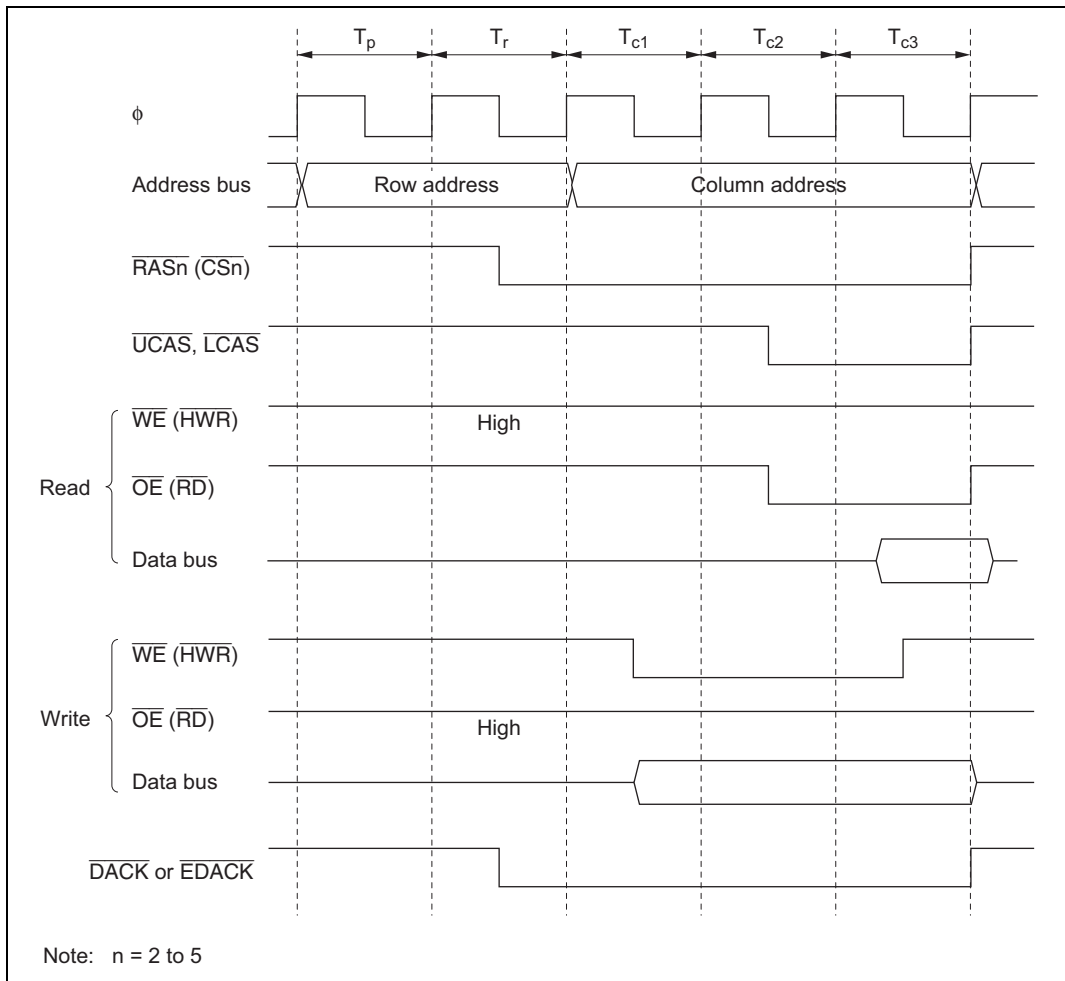 Tp Tr Tc1 Tc2 Tc3
ϕ
Address bus Row address Column address
RASn (CSn)
UCAS, LCAS
WE (HWR) High
Read OE (RD)
Data bus
WE (HWR)
Write OE (RD) High
Data bus
DACK or EDACK
Note: n = 2 to 5